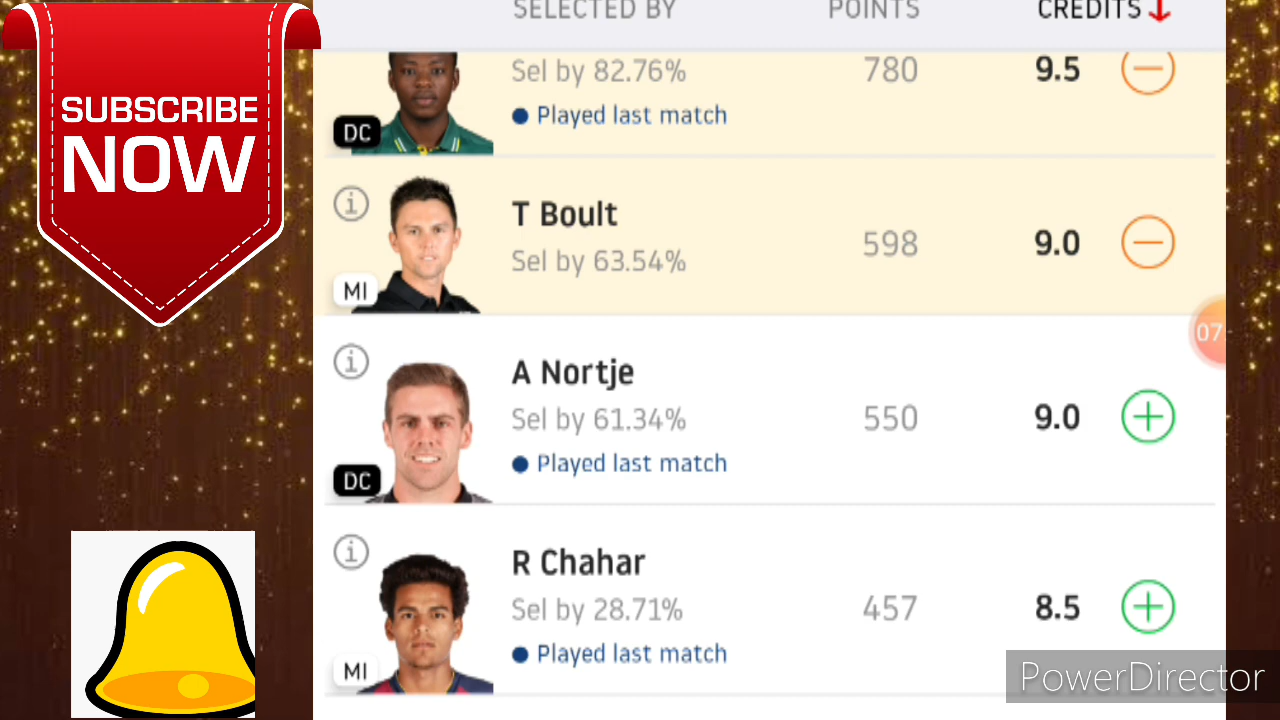 SUBSCRIBE
NOW
SELECTED BY POINTS CREDITS
Sel by 82.76% 780 9.5
Played last match
DC
T Boult
Sel by 63.54% 598 9.0
MI
A Nortje
Sel by 61.34% 550 9.0
Played last match
DC
R Chahar
Sel by 28.71% 457 8.5
Played last match
MI
07
PowerDirector